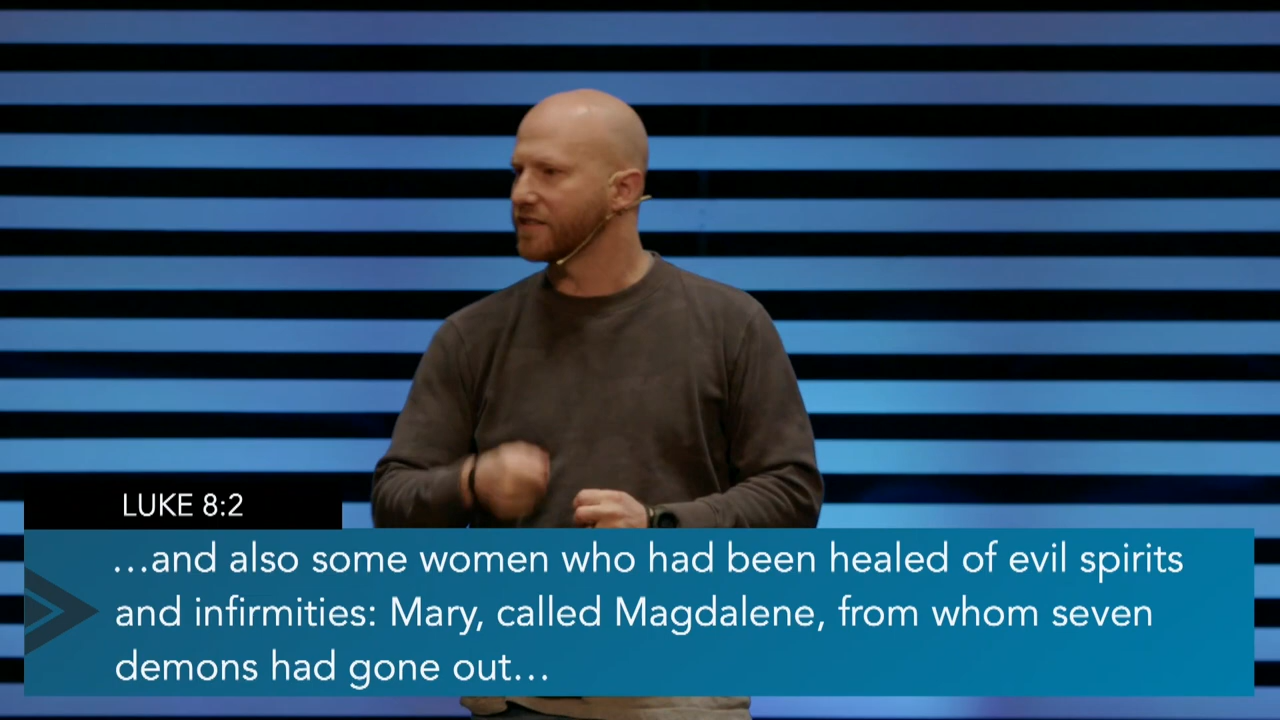 LUKE 8:2
…and also some women who had been healed of evil spirits
and infirmities: Mary, called Magdalene, from whom seven
demons had gone out…